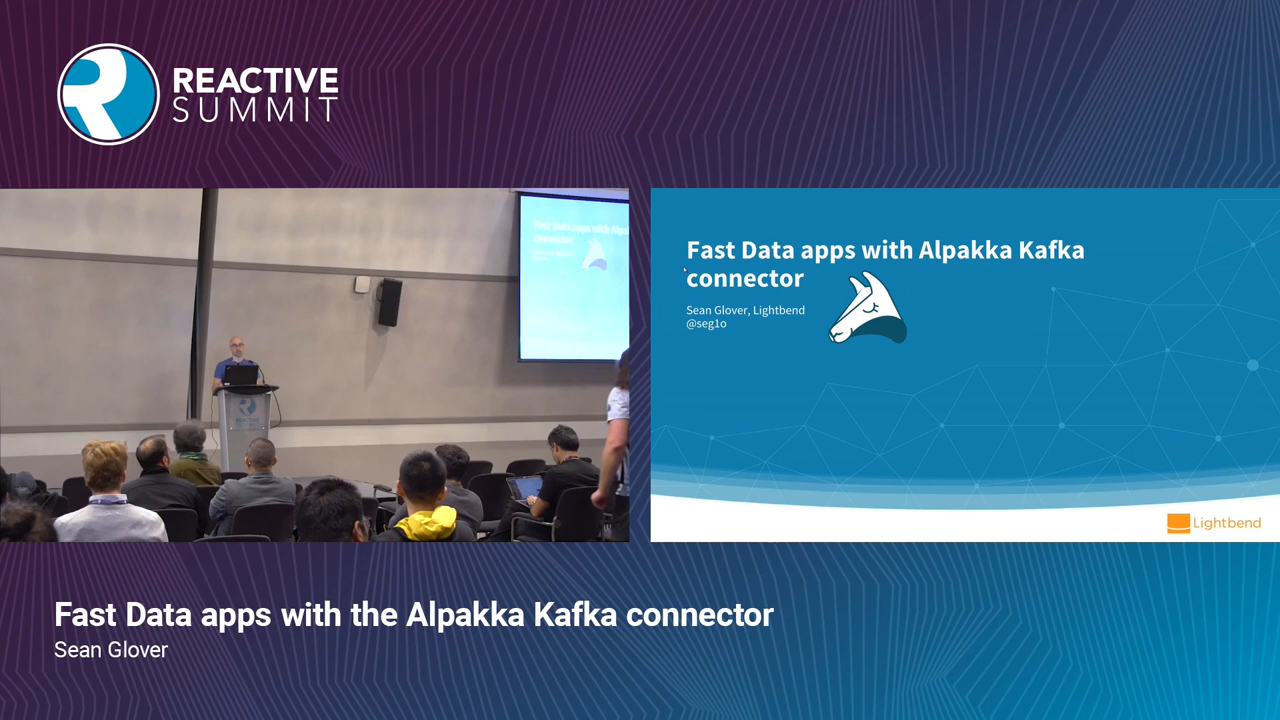 REACTIVE
SUMMIT
Fast Data apps with Alpakka Kafka
connector
Sean Glover, Lightbend
@seg1o
Lightbend
REACTIVE
Fast Data apps with the Alpakka Kafka connector
Sean Glover